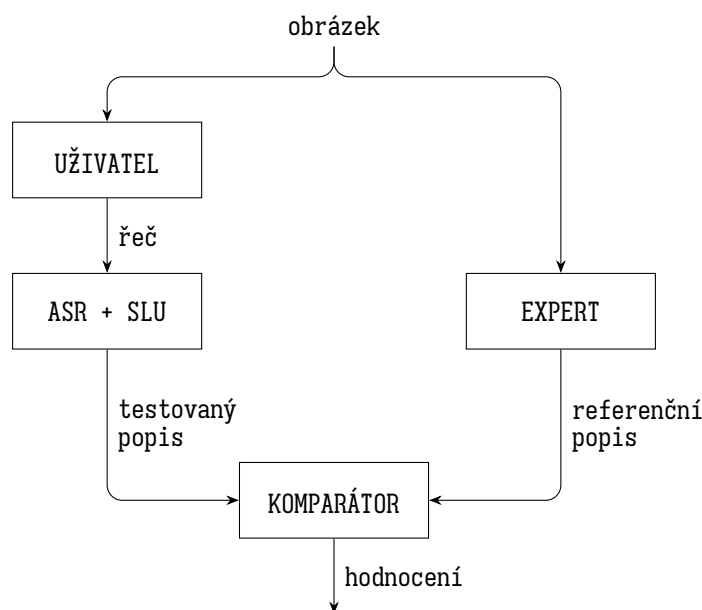 obrázek
UŽIVATEL
řeč
ASR + SLU
EXPERT
testovaný
popis
referenční
popis
KOMPARÁTOR
hodnocení